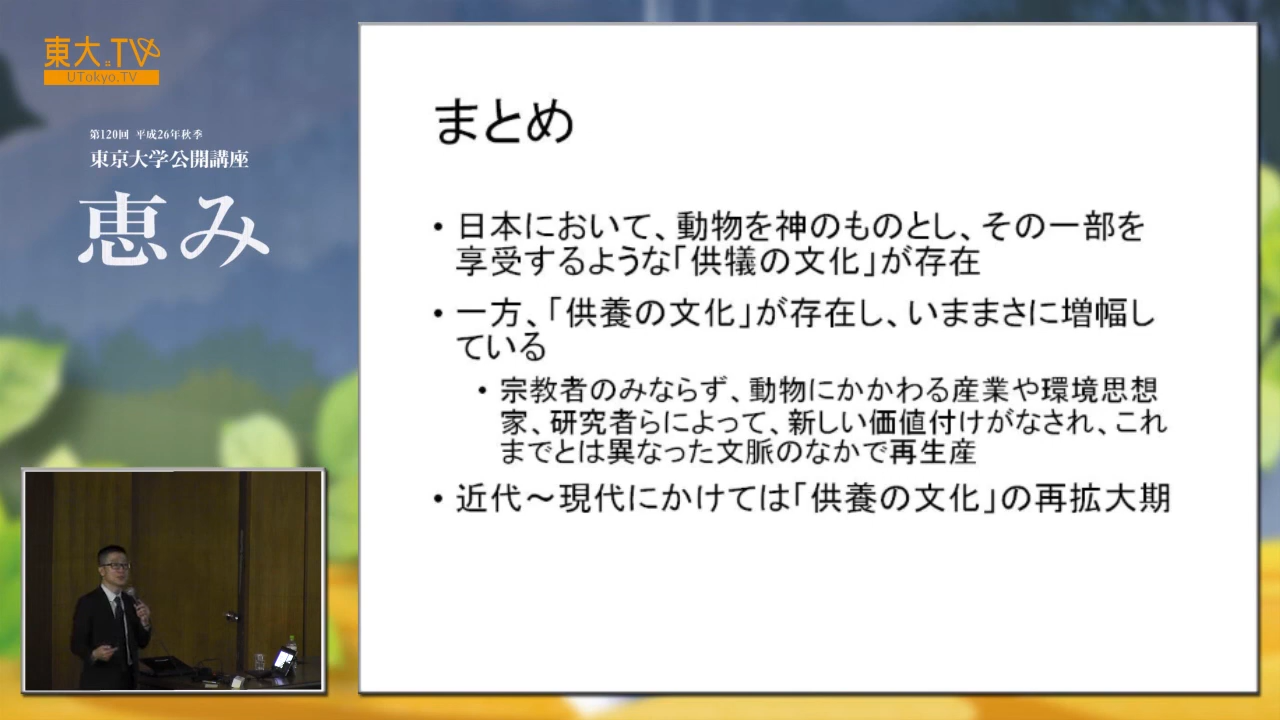 東大.TV
UTokyo.TV
第120回 平成26年秋季
東京大学公開講座
恵み
まとめ
• 日本において、動物を神のものとし、その一部を
享受するような「供犠の文化」が存在
• 一方、「供養の文化」が存在し、いままさに増幅し
ている
• 宗教者のみならず、動物にかかわる産業や環境思想
家、研究者らによって、新しい価値付けがなされ、これ
までとは異なった文脈のなかで再生産
• 近代～現代にかけては「供養の文化」の再拡大期